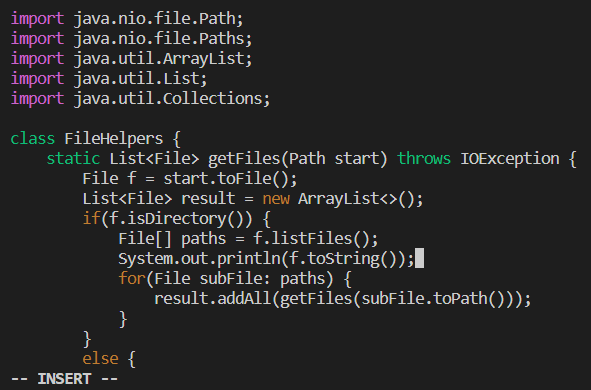 import java.nio.file.Path;
import java.nio.file.Paths;
import java.util.ArrayList;
import java.util.List;
import java.util.Collections;

class FileHelpers {
    static List<File> getFiles(Path start) throws IOException {
        File f = start.toFile();
        List<File> result = new ArrayList<>();
        if(f.isDirectory()) {
            File[] paths = f.listFiles();
            System.out.println(f.toString());
            for(File subFile: paths) {
                result.addAll(getFiles(subFile.toPath()));
            }
        }
        else {
-- INSERT --